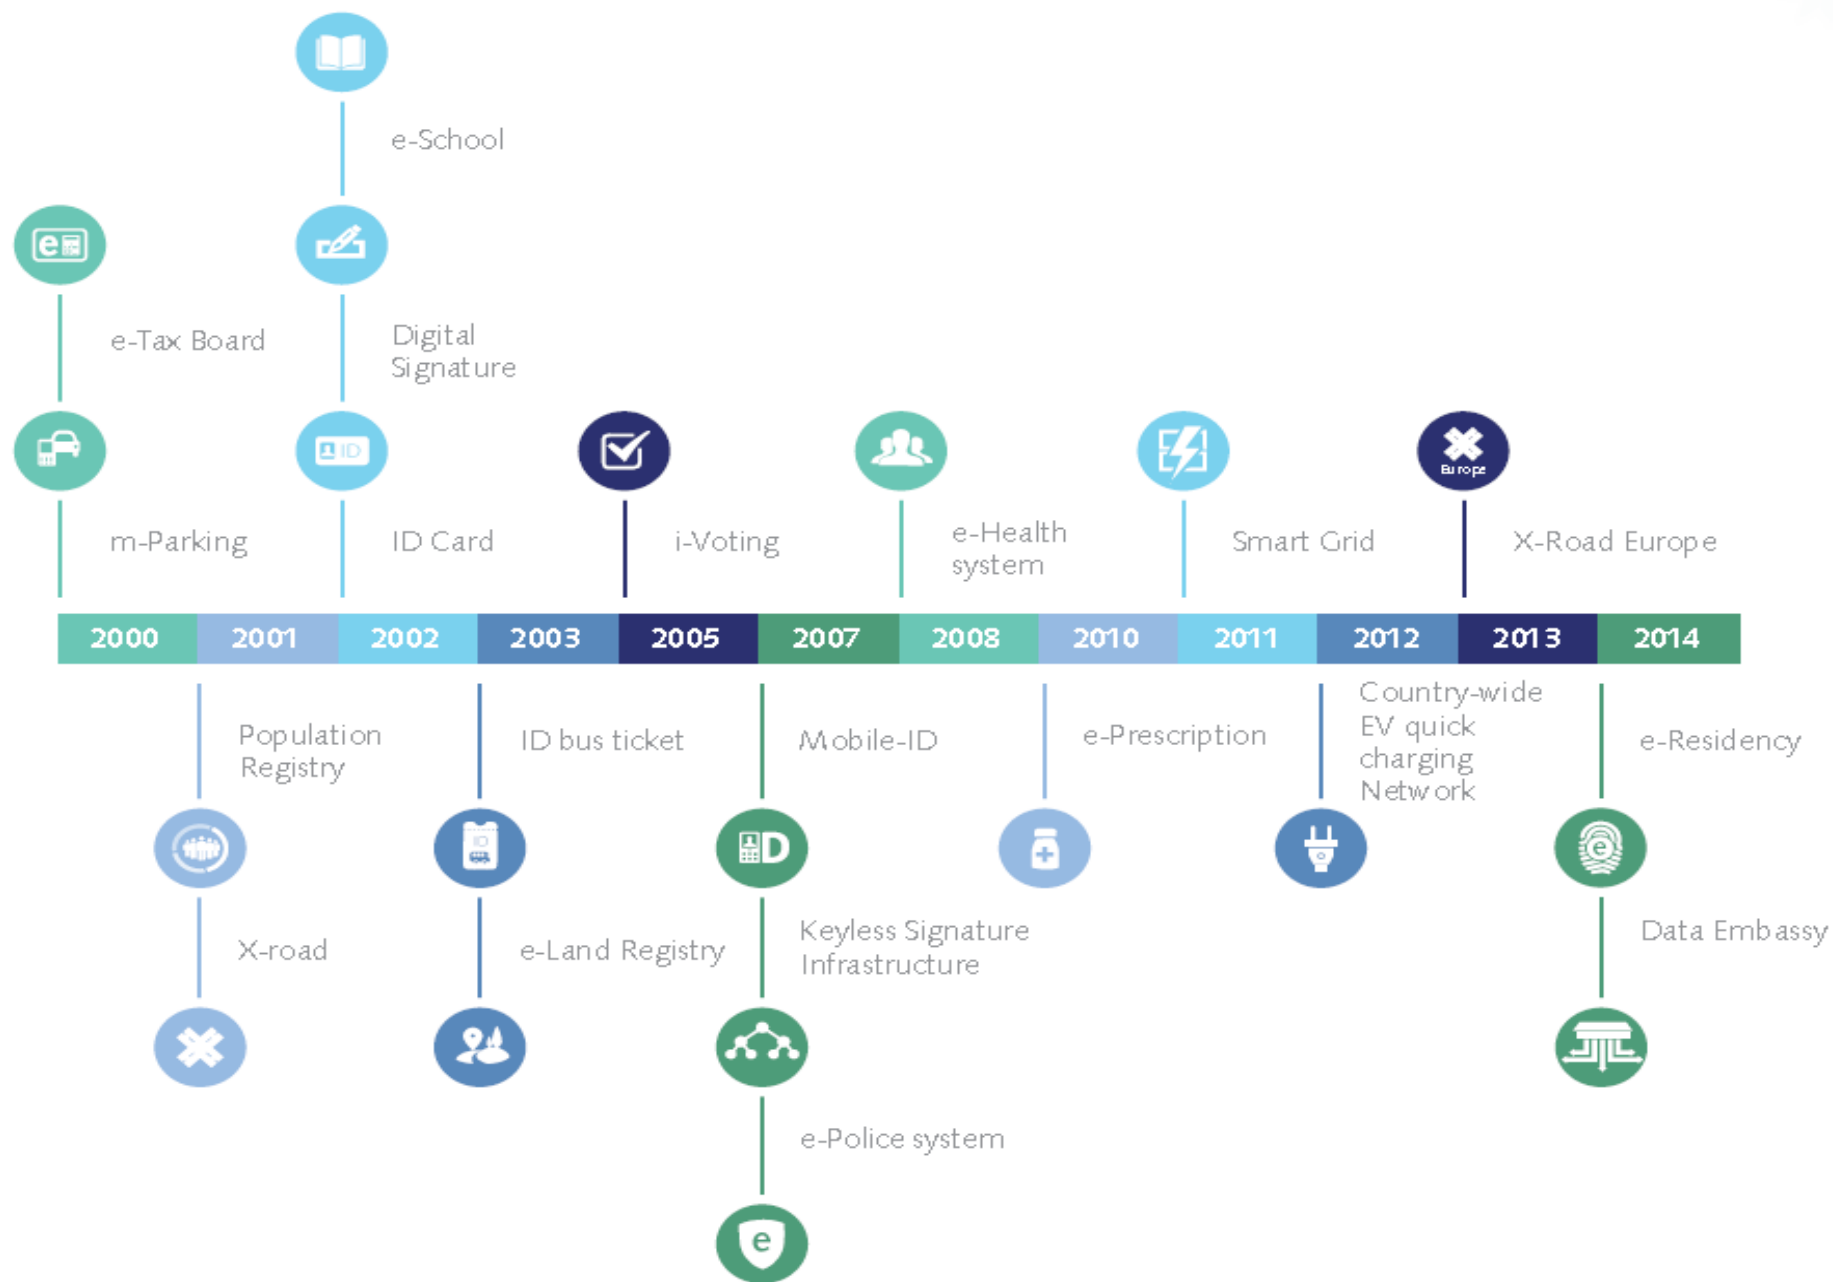 e-School
e
e-Tax Board
Digital
Signature
ID
Europe
m-Parking
ID Card
i-Voting
e-Health
system
Smart Grid
X-Road Europe
2000
2001
2002
2003
2005
2007
2008
2010
2011
2012
2013
2014
Population
Registry
ID bus ticket
Mobile-ID
e-Prescription
Country-wide
EV quick
charging
Network
e-Residency
ID
D
e
X-road
e-Land Registry
Keyless Signature
Infrastructure
Data Embassy
e-Police system
e